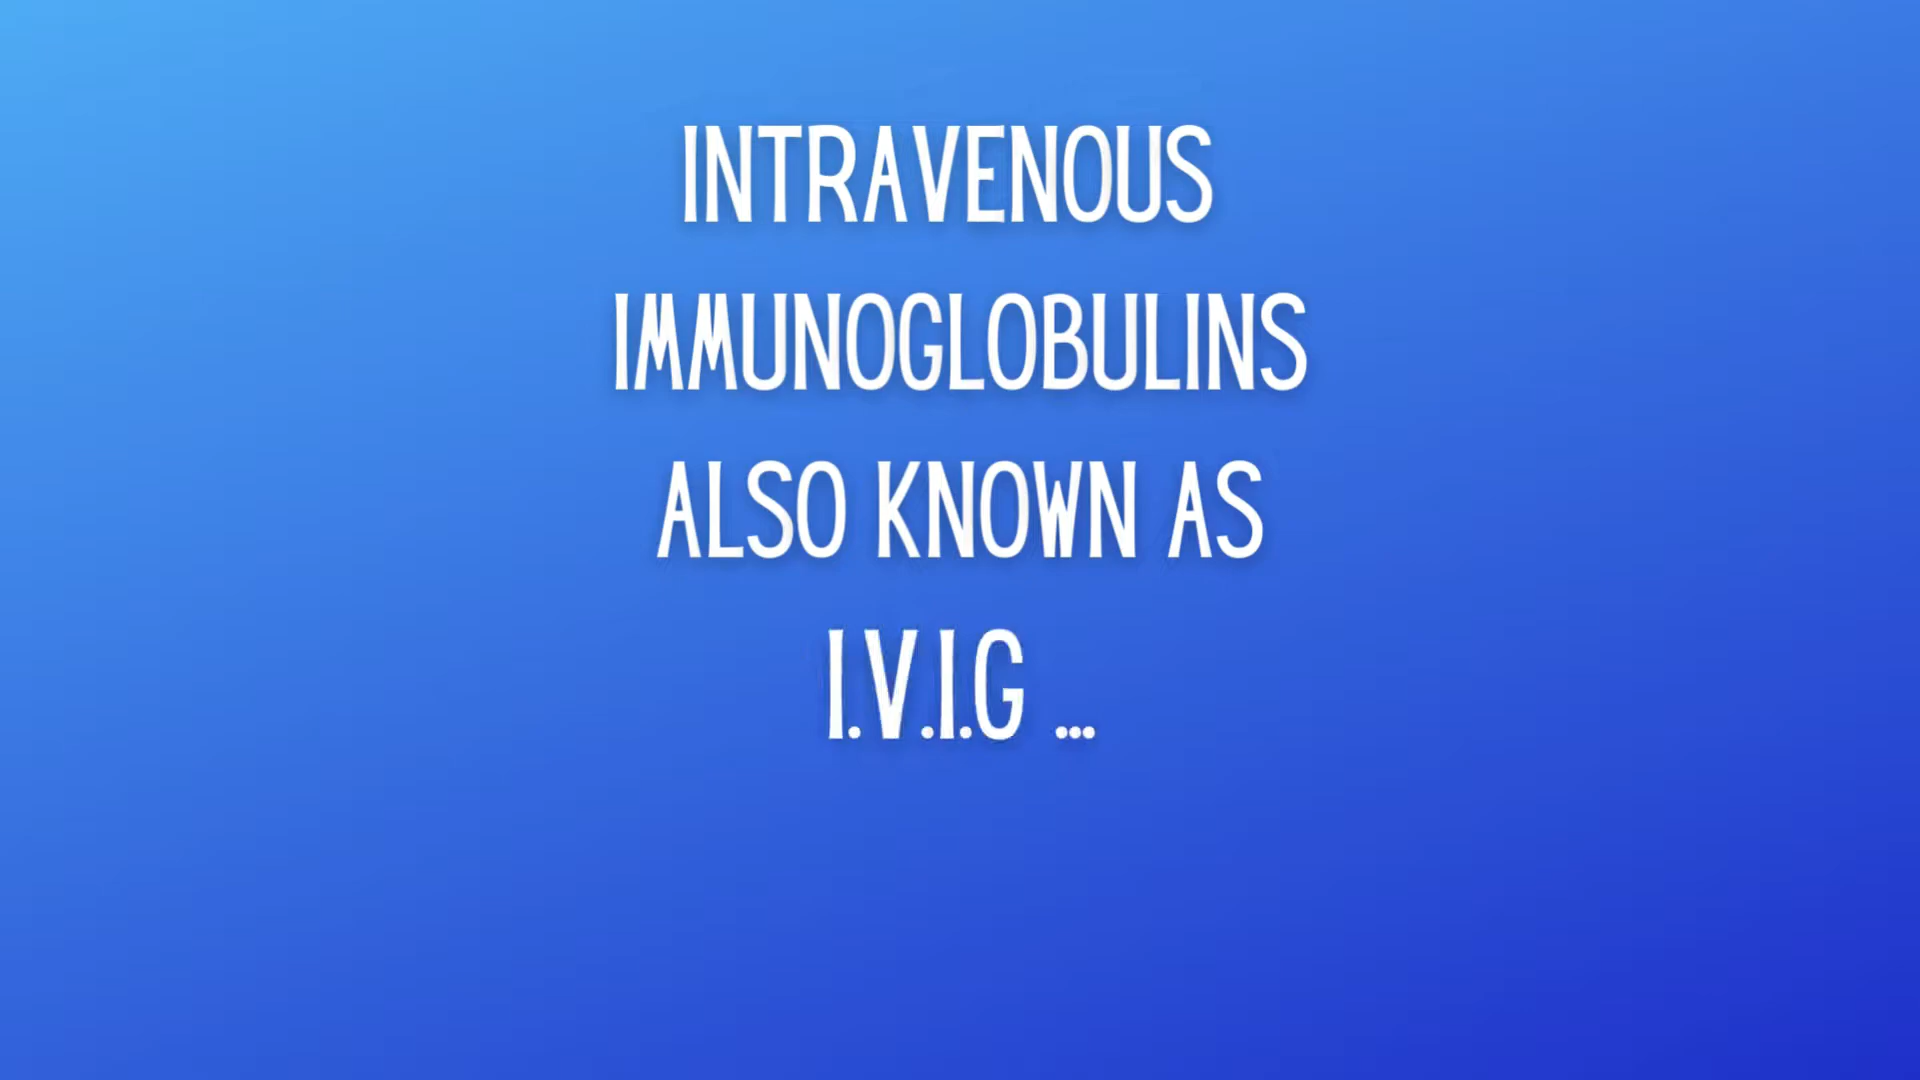 INTRAVENOUS
IMMUNOGLOBULINS
ALSO KNOWN AS
I.V.I.G ...